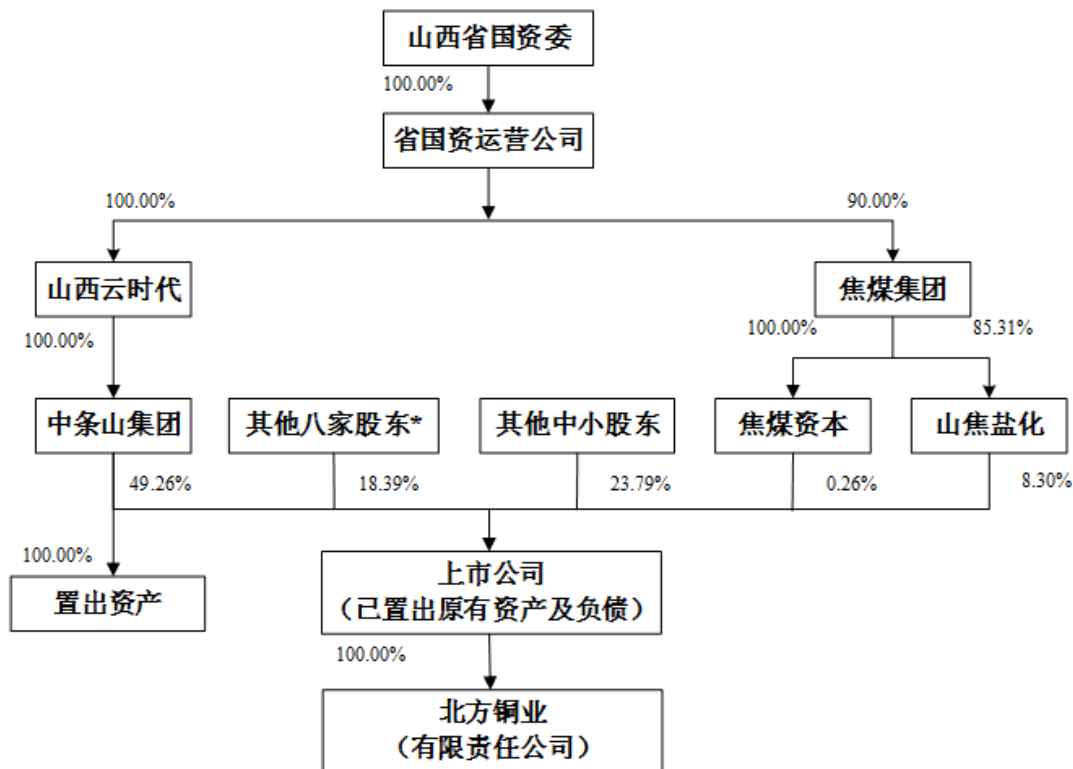 山西省国资委
100.00%
省国资运营公司
100.00%
90.00%
山西云时代
焦煤集团
100.00%
100.00%
85.31%
中条山集团
其他八家股东*
其他中小股东
焦煤资本
山焦盐化
49.26%
18.39%
23.79%
0.26%
8.30%
100.00%
置出资产
上市公司
（已置出原有资产及负债）
100.00%
北方铜业
（有限责任公司）